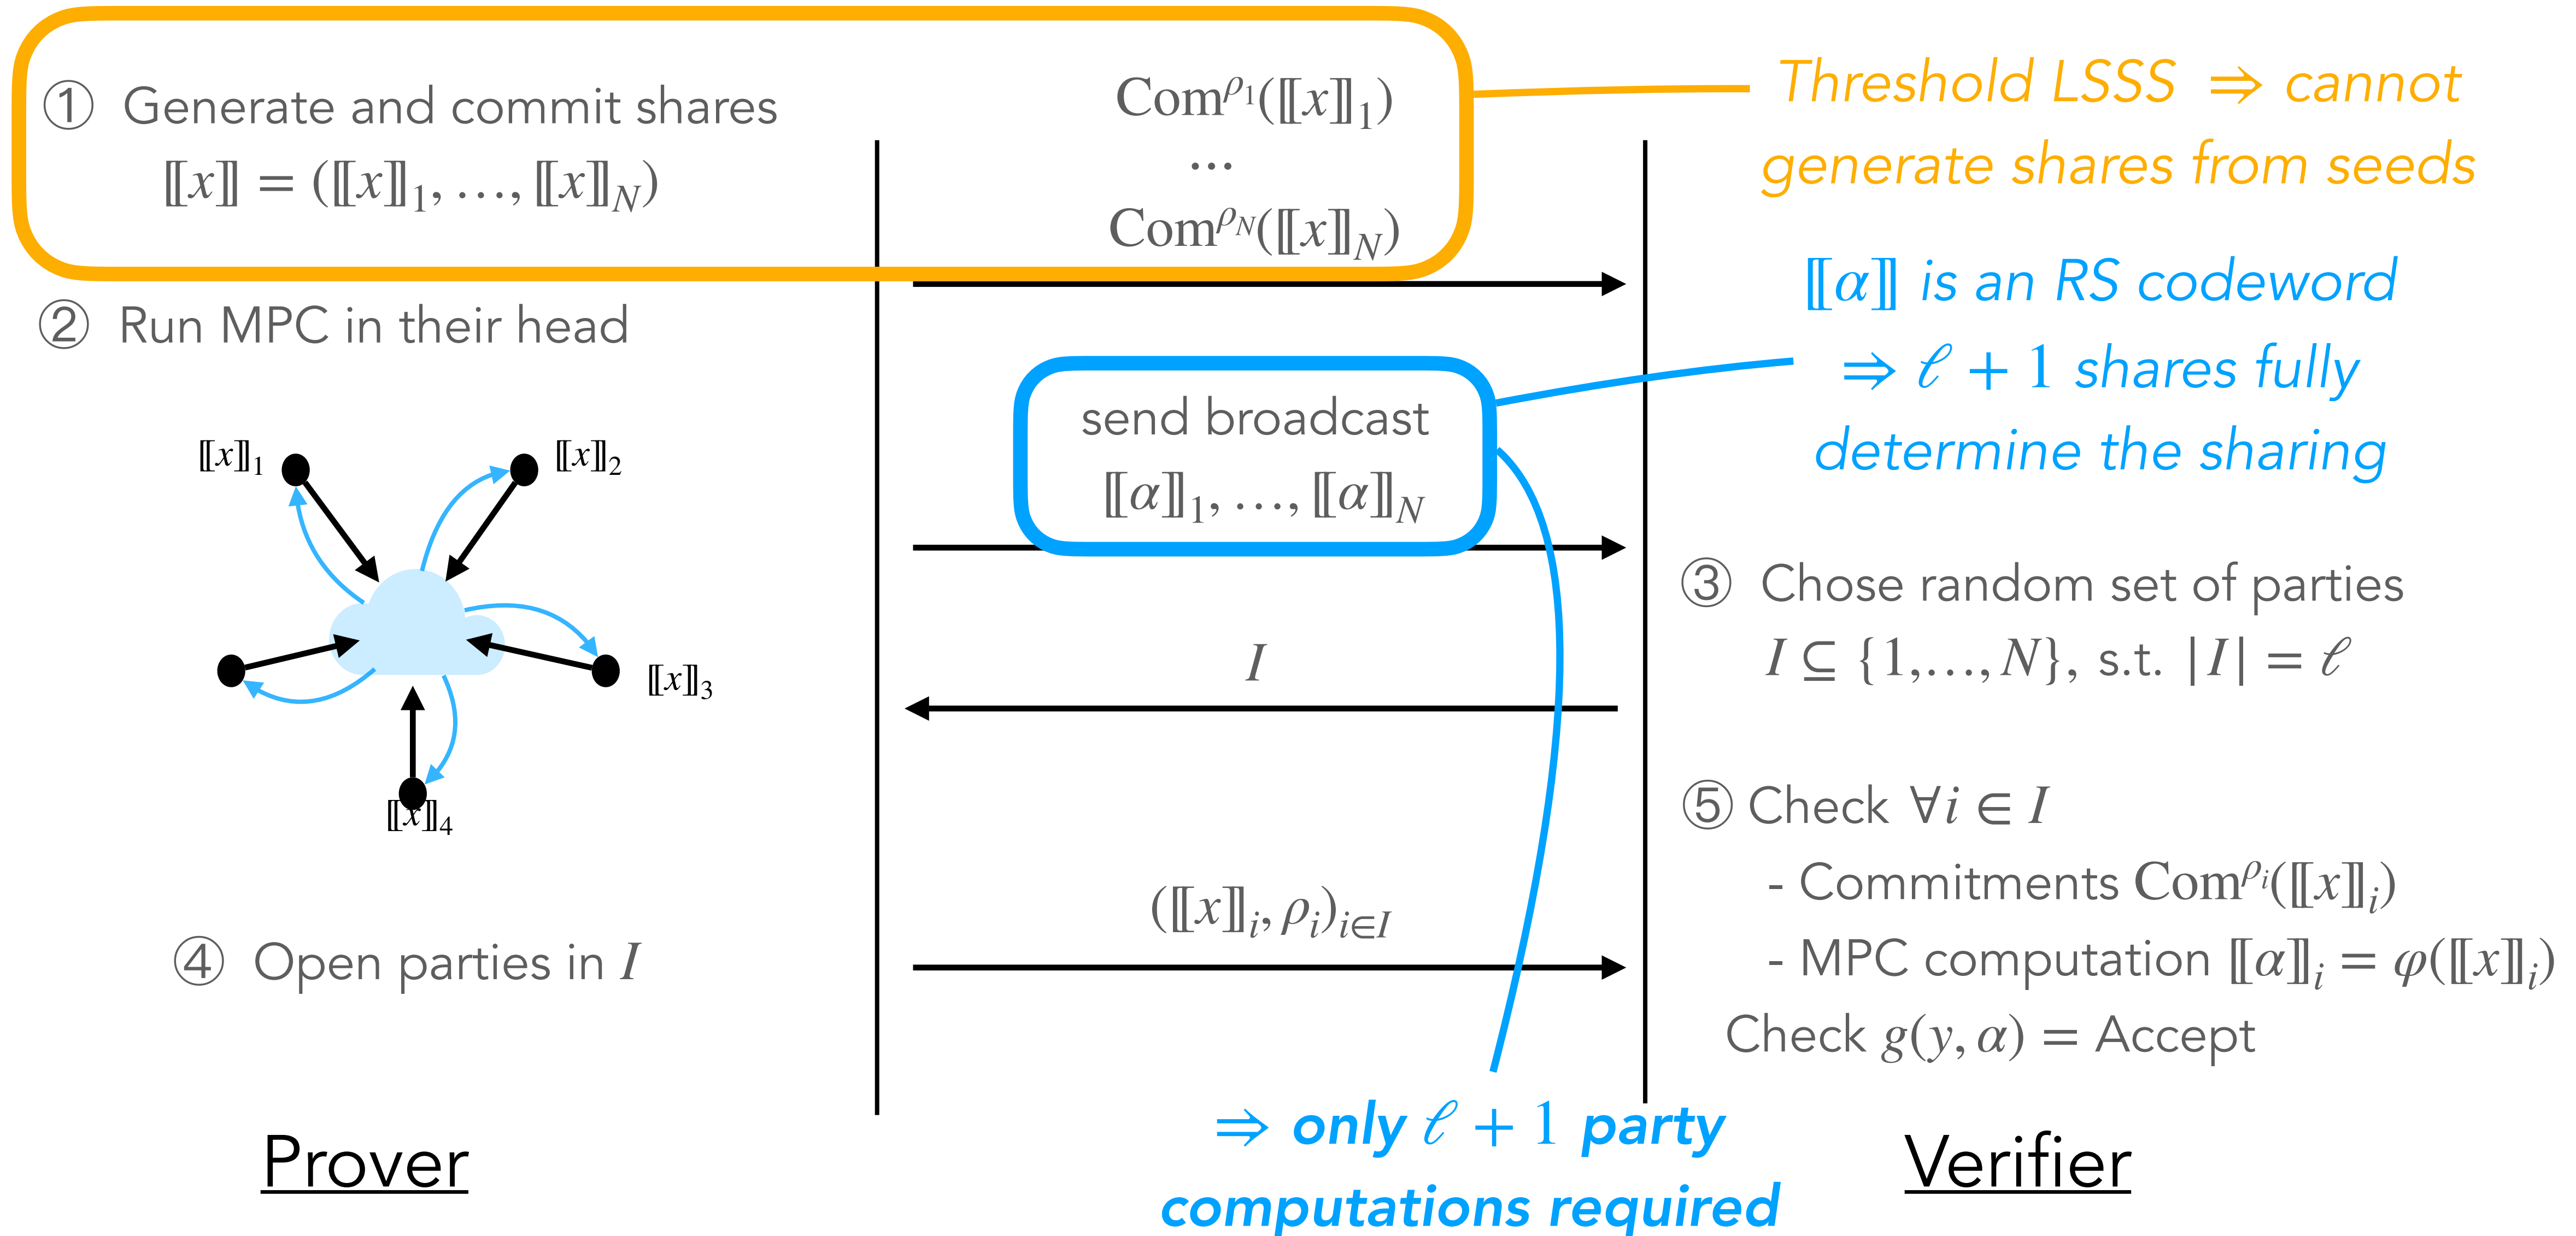 ① Generate and commit shares
⟦x⟧ = (⟦x⟧₁, …, ⟦x⟧_N)
Com^{ρ₁}(⟦x⟧₁)
...
Com^{ρ_N}(⟦x⟧_N)
Threshold LSSS ⇒ cannot
generate shares from seeds
② Run MPC in their head
⟦α⟧ is an RS codeword
⇒ ℓ + 1 shares fully
determine the sharing
send broadcast
⟦α⟧₁, …, ⟦α⟧_N
⟦x⟧₁
⟦x⟧₂
⟦x⟧₃
⟦x⟧₄
③ Chose random set of parties
I ⊆ {1,…, N}, s.t. |I| = ℓ
I
④ Open parties in I
(⟦x⟧_i, ρ_i)_{i∈I}
⑤ Check ∀i ∈ I
- Commitments Com^{ρ_i}(⟦x⟧_i)
- MPC computation ⟦α⟧_i = φ(⟦x⟧_i)
Check g(y, α) = Accept
⇒ only ℓ + 1 party
computations required
Prover
Verifier